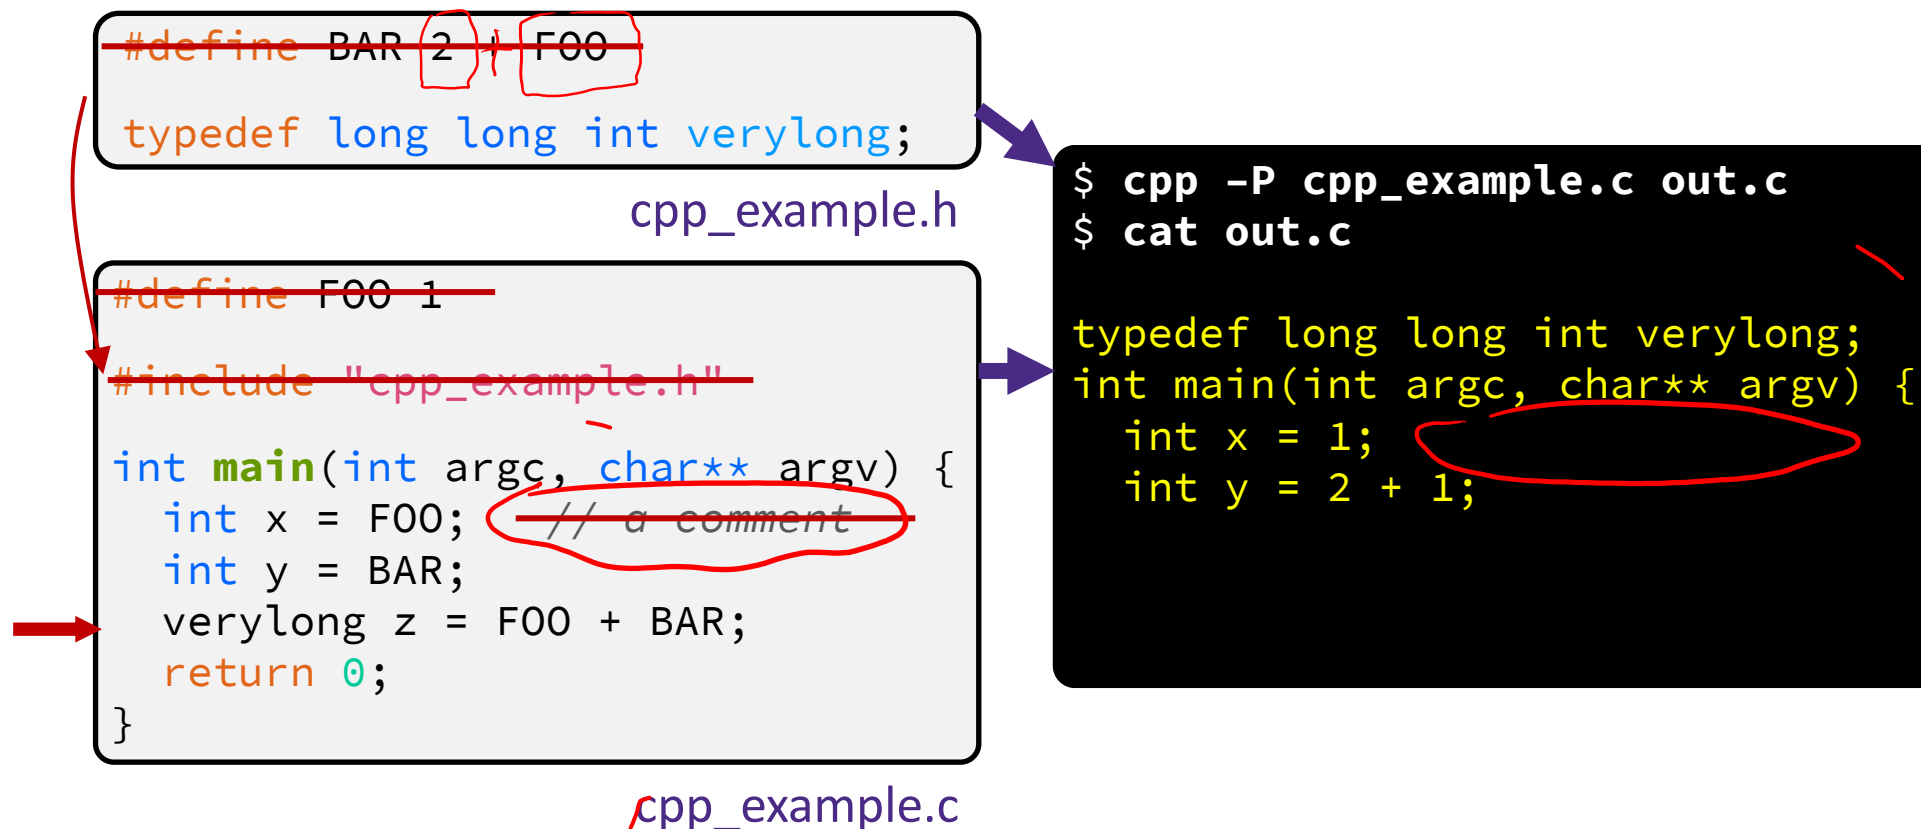 #define BAR 2 + FOO
typedef long long int verylong;
cpp_example.h
#define FOO 1
#include "cpp_example.h"
int main(int argc, char** argv) {
  int x = FOO;   // a comment
  int y = BAR;
  verylong z = FOO + BAR;
  return 0;
}
cpp_example.c
$ cpp –P cpp_example.c out.c
$ cat out.c
typedef long long int verylong;
int main(int argc, char** argv) {
  int x = 1;
  int y = 2 + 1;